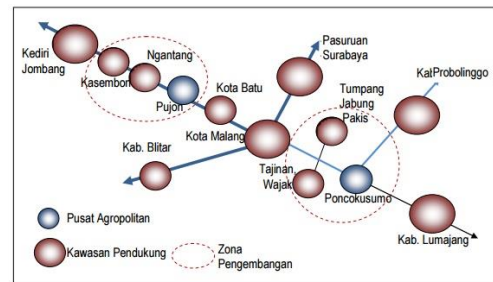 Pasuruan
Surabaya
Kediri
Jombang
Ngantang
Kasembon
Pujon
Kota Batu
Kota Malang
Tumpang
Jabung
Pakis
Kab Probolinggo
Kab. Blitar
Tajinan,
Wajak
Poncokusumo
Kab. Lumajang
Pusat Agropolitan
Kawasan Pendukung
Zona
Pengembangan